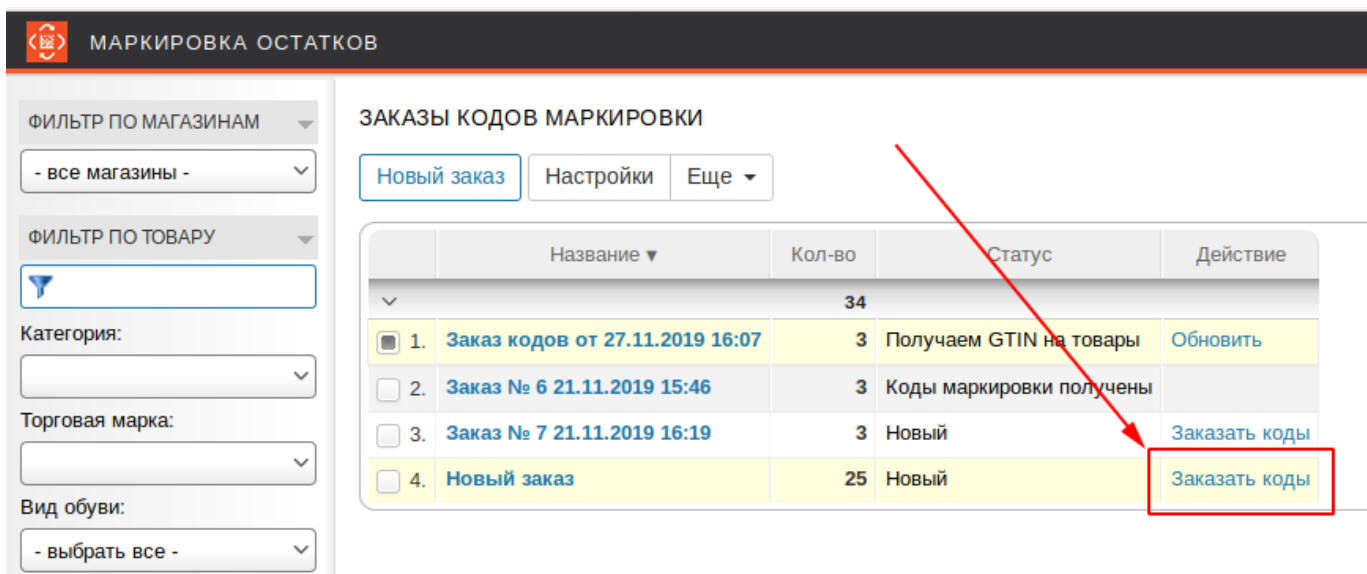 МАРКИРОВКА ОСТАТКОВ
ФИЛЬТР ПО МАГАЗИНАМ
- все магазины -
ФИЛЬТР ПО ТОВАРУ
Категория:
Торговая марка:
Вид обуви:
- выбрать все -
ЗАКАЗЫ КОДОВ МАРКИРОВКИ
Новый заказ Настройки Еще
Название Кол-во Статус Действие
34
1. Заказ кодов от 27.11.2019 16:07 3 Получаем GTIN на товары Обновить
2. Заказ № 6 21.11.2019 15:46 3 Коды маркировки получены
3. Заказ № 7 21.11.2019 16:19 3 Новый Заказать коды
4. Новый заказ 25 Новый Заказать коды